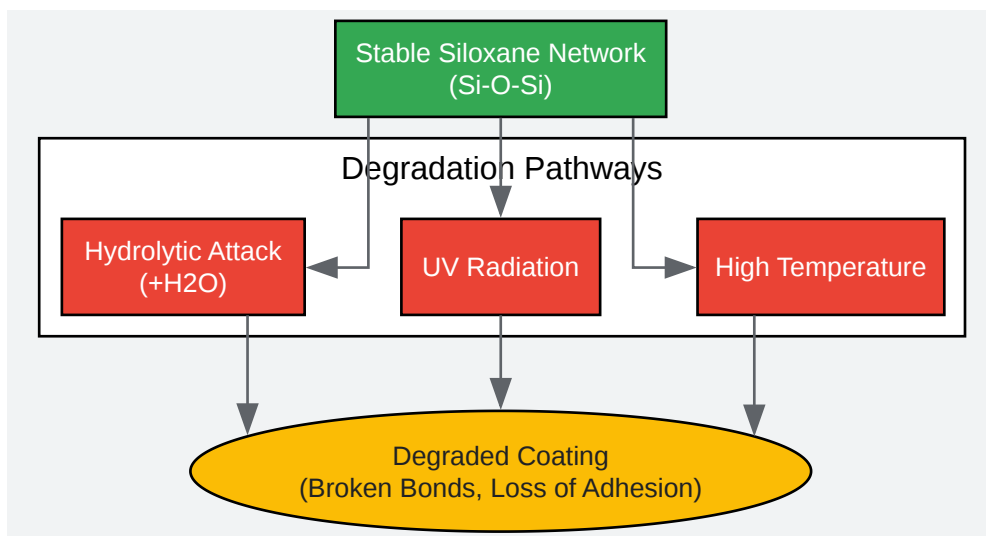 Stable Siloxane Network
(Si-O-Si)
Degradation Pathways
Hydrolytic Attack
(+H2O)
UV Radiation
High Temperature
Degraded Coating
(Broken Bonds, Loss of Adhesion)